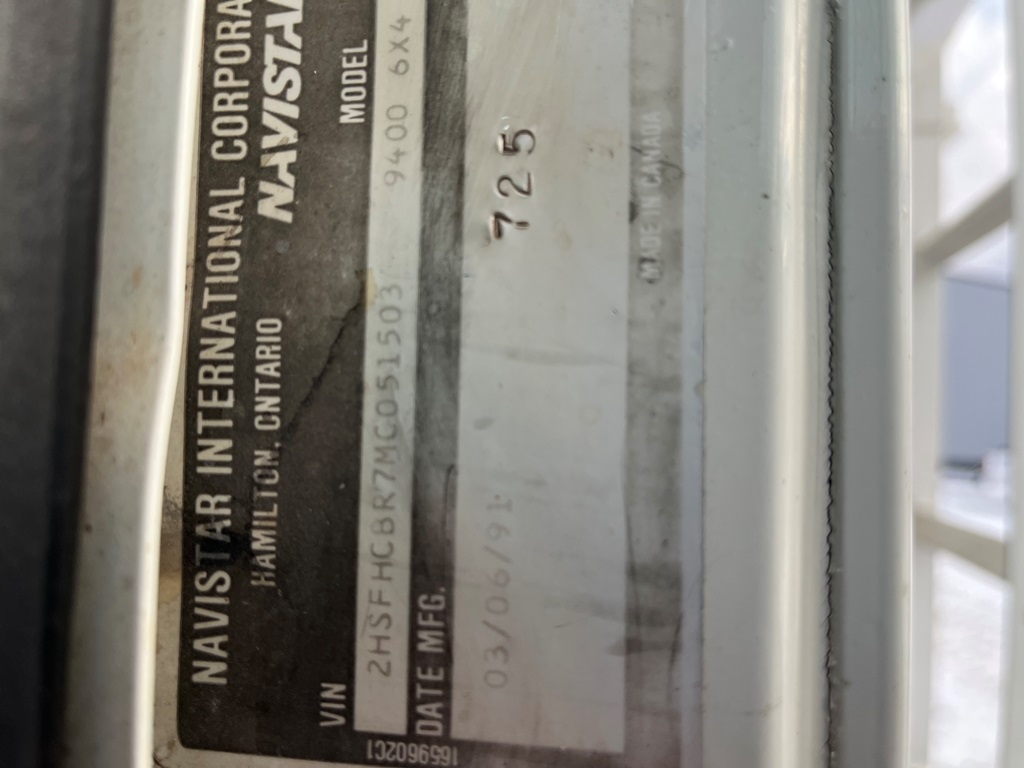 NAVISTAR INTERNATIONAL CORPORA
HAMILTON, ONTARIO
NAVISTAR
VIN
MODEL
2HSFHCBR7MC051503
9400 6X4
DATE MFG.
03/06/91
725
MADE IN CANADA
1659602C1